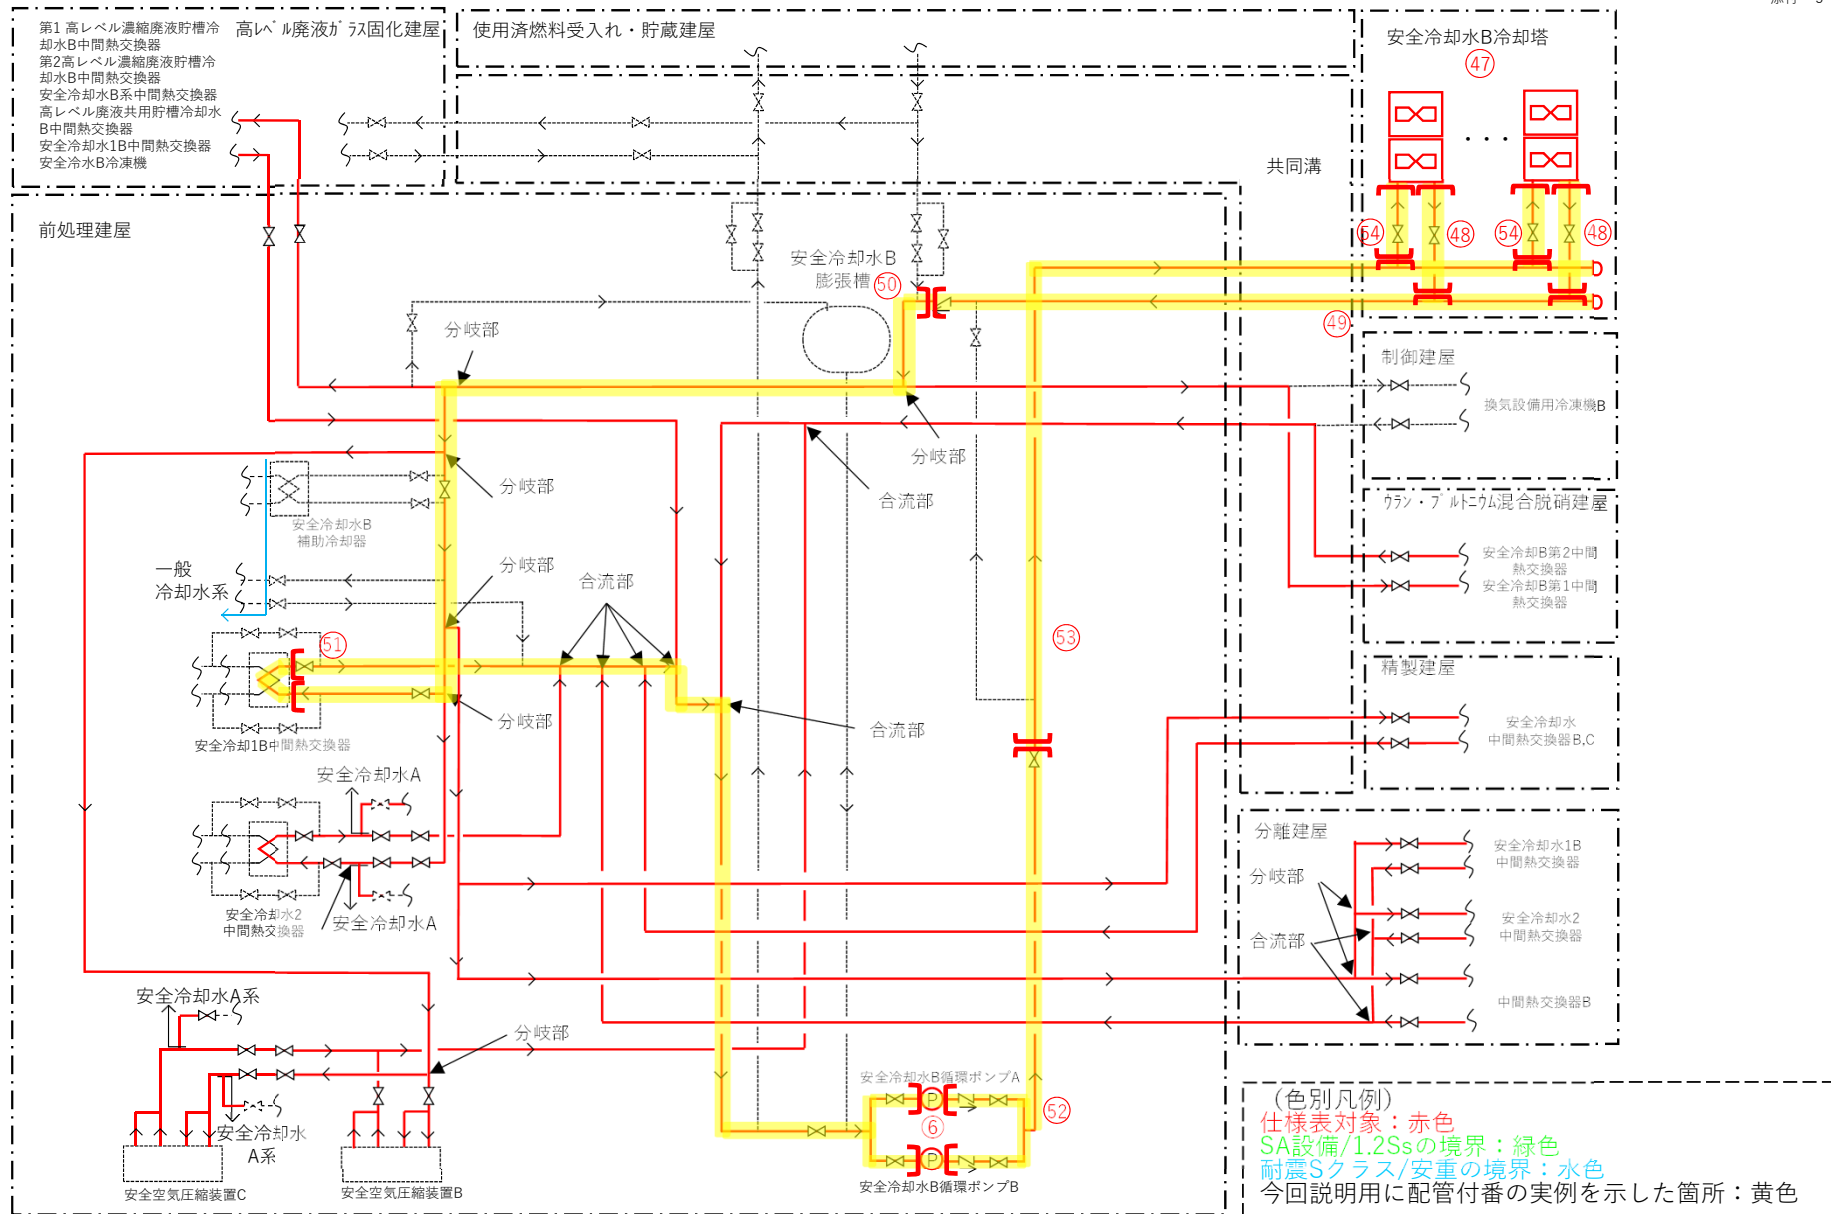 第1 高レベル濃縮廃液貯槽冷
却水B中間熱交換器
第2高レベル濃縮廃液貯槽冷
却水B中間熱交換器
安全冷却水B系中間熱交換器
高レベル廃液共用貯槽冷却水
B中間熱交換器
安全冷却水1B中間熱交換器
安全冷水B冷凍機
高レベル廃液ガラス固化建屋
使用済燃料受入れ・貯蔵建屋
安全冷却水B冷却塔
㊼
・・・
共同溝
前処理建屋
54
㊽
54
㊽
安全冷却水B
膨張槽
㊿
㊾
分岐部
制御建屋
換気設備用冷凍機B
分岐部
分岐部
合流部
安全冷却水B
補助冷却器
ウラン・プルトニウム混合脱硝建屋
安全冷却B第2中間
熱交換器
安全冷却B第1中間
熱交換器
一般
冷却水系
分岐部
合流部
51
53
精製建屋
安全冷却水
中間熱交換器B,C
分岐部
合流部
安全冷却1B中間熱交換器
安全冷却水A
安全冷却水2
中間熱交換器
安全冷却水A
分離建屋
安全冷却水1B
中間熱交換器
分岐部
安全冷却水2
中間熱交換器
合流部
中間熱交換器B
安全冷却水A系
分岐部
安全冷却水
A系
安全空気圧縮装置C
安全空気圧縮装置B
安全冷却水B循環ポンプA
P
⑥
52
P
安全冷却水B循環ポンプB
（色別凡例）
仕様表対象：赤色
SA設備/1.2Ssの境界：緑色
耐震Sクラス/安重の境界：水色
今回説明用に配管付番の実例を示した箇所：黄色